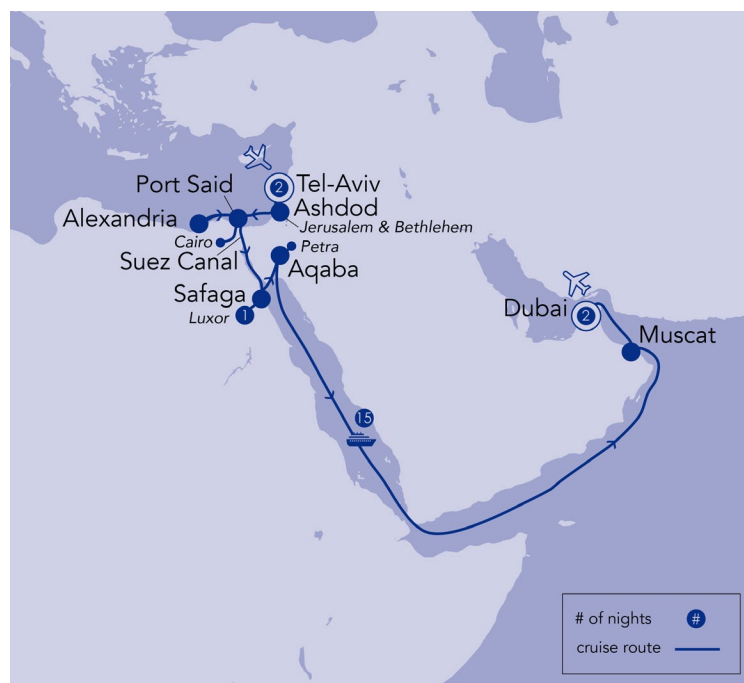 2
Tel-Aviv
Port Said
Ashdod
Alexandria
Jerusalem & Bethlehem
Cairo
Petra
Suez Canal
Aqaba
Safaga
Luxor
1
Dubai
2
Muscat
15
# of nights
#
cruise route